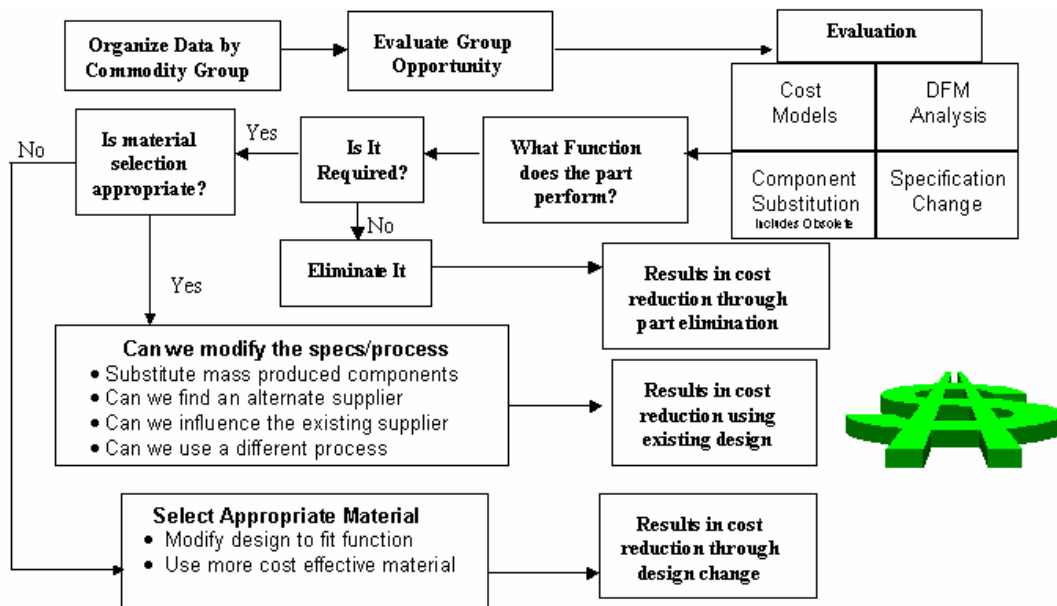 Organize Data by
Commodity Group
Evaluate Group
Opportunity
Evaluation
Cost
Models
DFM
Analysis
Component
Substitution
Includes Obsolete
Specification
Change
What Function
does the part
perform?
Is It
Required?
Yes
Is material
selection
appropriate?
No
No
Eliminate It
Results in cost
reduction through
part elimination
Yes
Can we modify the specs/process
• Substitute mass produced components
• Can we find an alternate supplier
• Can we influence the existing supplier
• Can we use a different process
Results in cost
reduction using
existing design
Select Appropriate Material
• Modify design to fit function
• Use more cost effective material
Results in cost
reduction through
design change